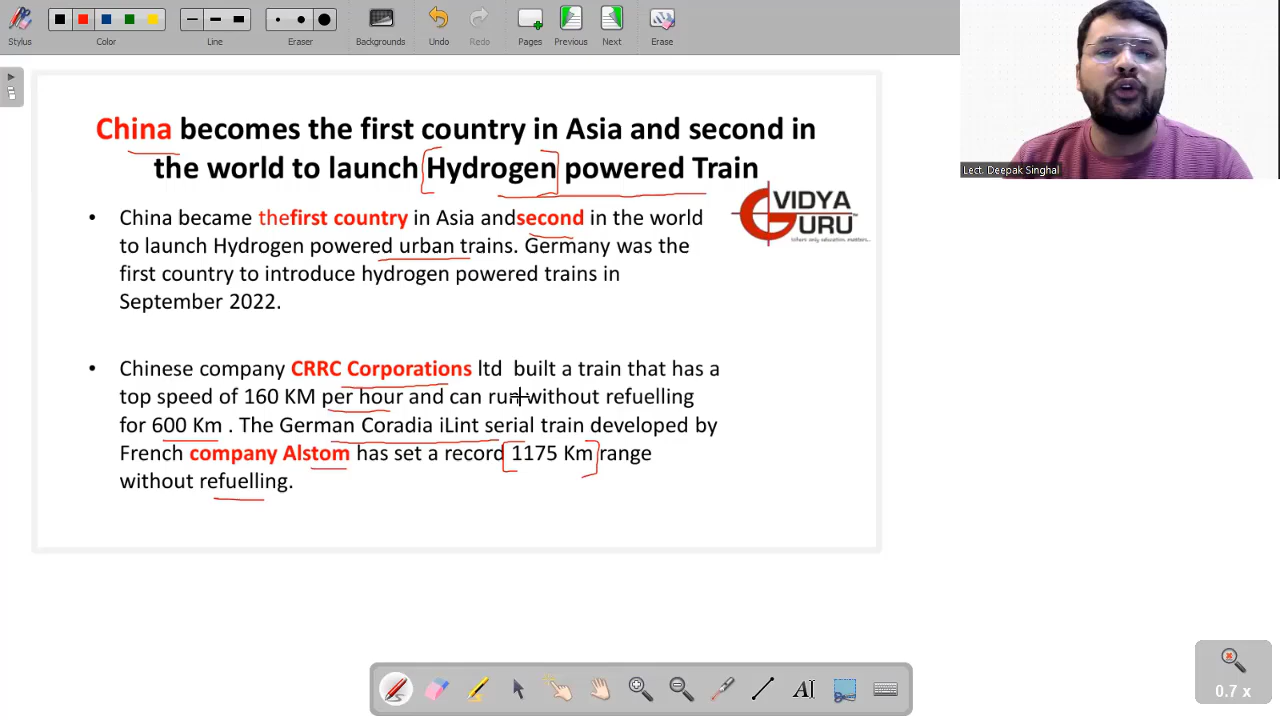 Stylus
Color
Line
Eraser
Backgrounds
Undo
Redo
Pages
Previous
Next
Erase
Lect. Deepak Singhal
China becomes the first country in Asia and second in
the world to launch Hydrogen powered Train
VIDYA
GURU
• China became thefirst country in Asia andsecond in the world
to launch Hydrogen powered urban trains. Germany was the
first country to introduce hydrogen powered trains in
September 2022.
• Chinese company CRRC Corporations ltd built a train that has a
top speed of 160 KM per hour and can run without refuelling
for 600 Km . The German Coradia iLint serial train developed by
French company Alstom has set a record 1175 Km range
without refuelling.
0.7 x